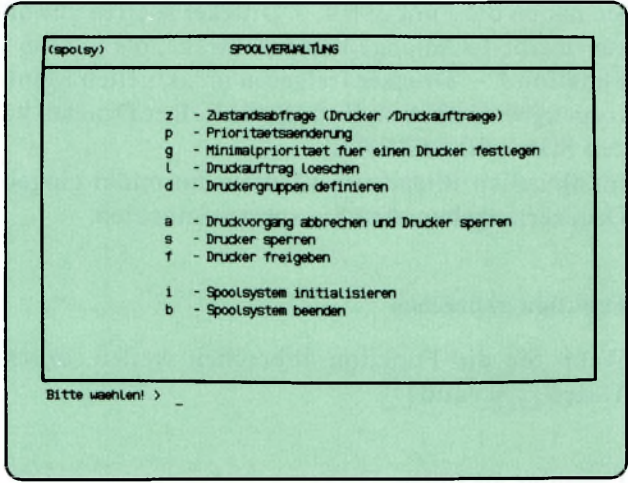 (spolsy) SPOOLVERWALTUNG
z - Zustandsabfrage (Drucker /Druckauftraege)
p - Prioritaetsaenderung
g - Minimalprioritaet fuer einen Drucker festlegen
l - Druckauftrag loeschen
d - Druckergruppen definieren
a - Druckvorgang abbrechen und Drucker sperren
s - Drucker sperren
f - Drucker freigeben
i - Spoolsystem initialisieren
b - Spoolsystem beenden
Bitte waehlen! > _